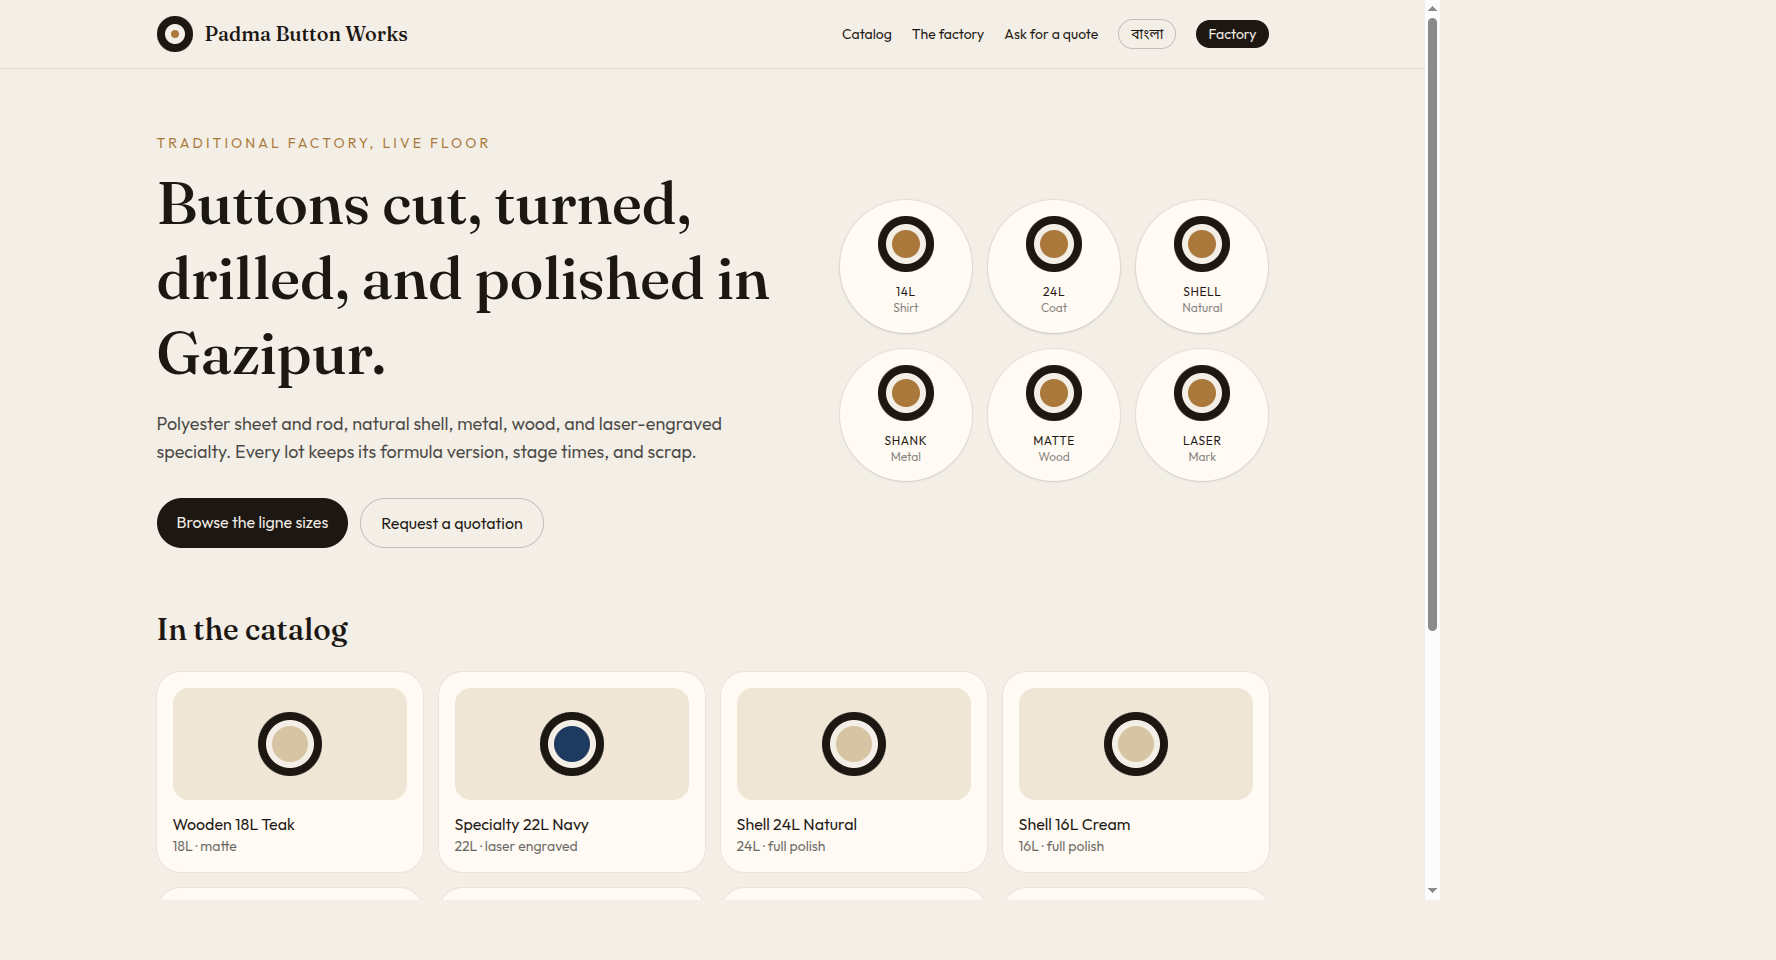 Padma Button Works
Catalog
The factory
Ask for a quote
বাংলা
Factory
TRADITIONAL FACTORY, LIVE FLOOR
Buttons cut, turned,
drilled, and polished in
Gazipur.
Polyester sheet and rod, natural shell, metal, wood, and laser-engraved
specialty. Every lot keeps its formula version, stage times, and scrap.
Browse the ligne sizes
Request a quotation
14L
Shirt
24L
Coat
SHELL
Natural
SHANK
Metal
MATTE
Wood
LASER
Mark
In the catalog
Wooden 18L Teak
18L · matte
Specialty 22L Navy
22L · laser engraved
Shell 24L Natural
24L · full polish
Shell 16L Cream
16L · full polish